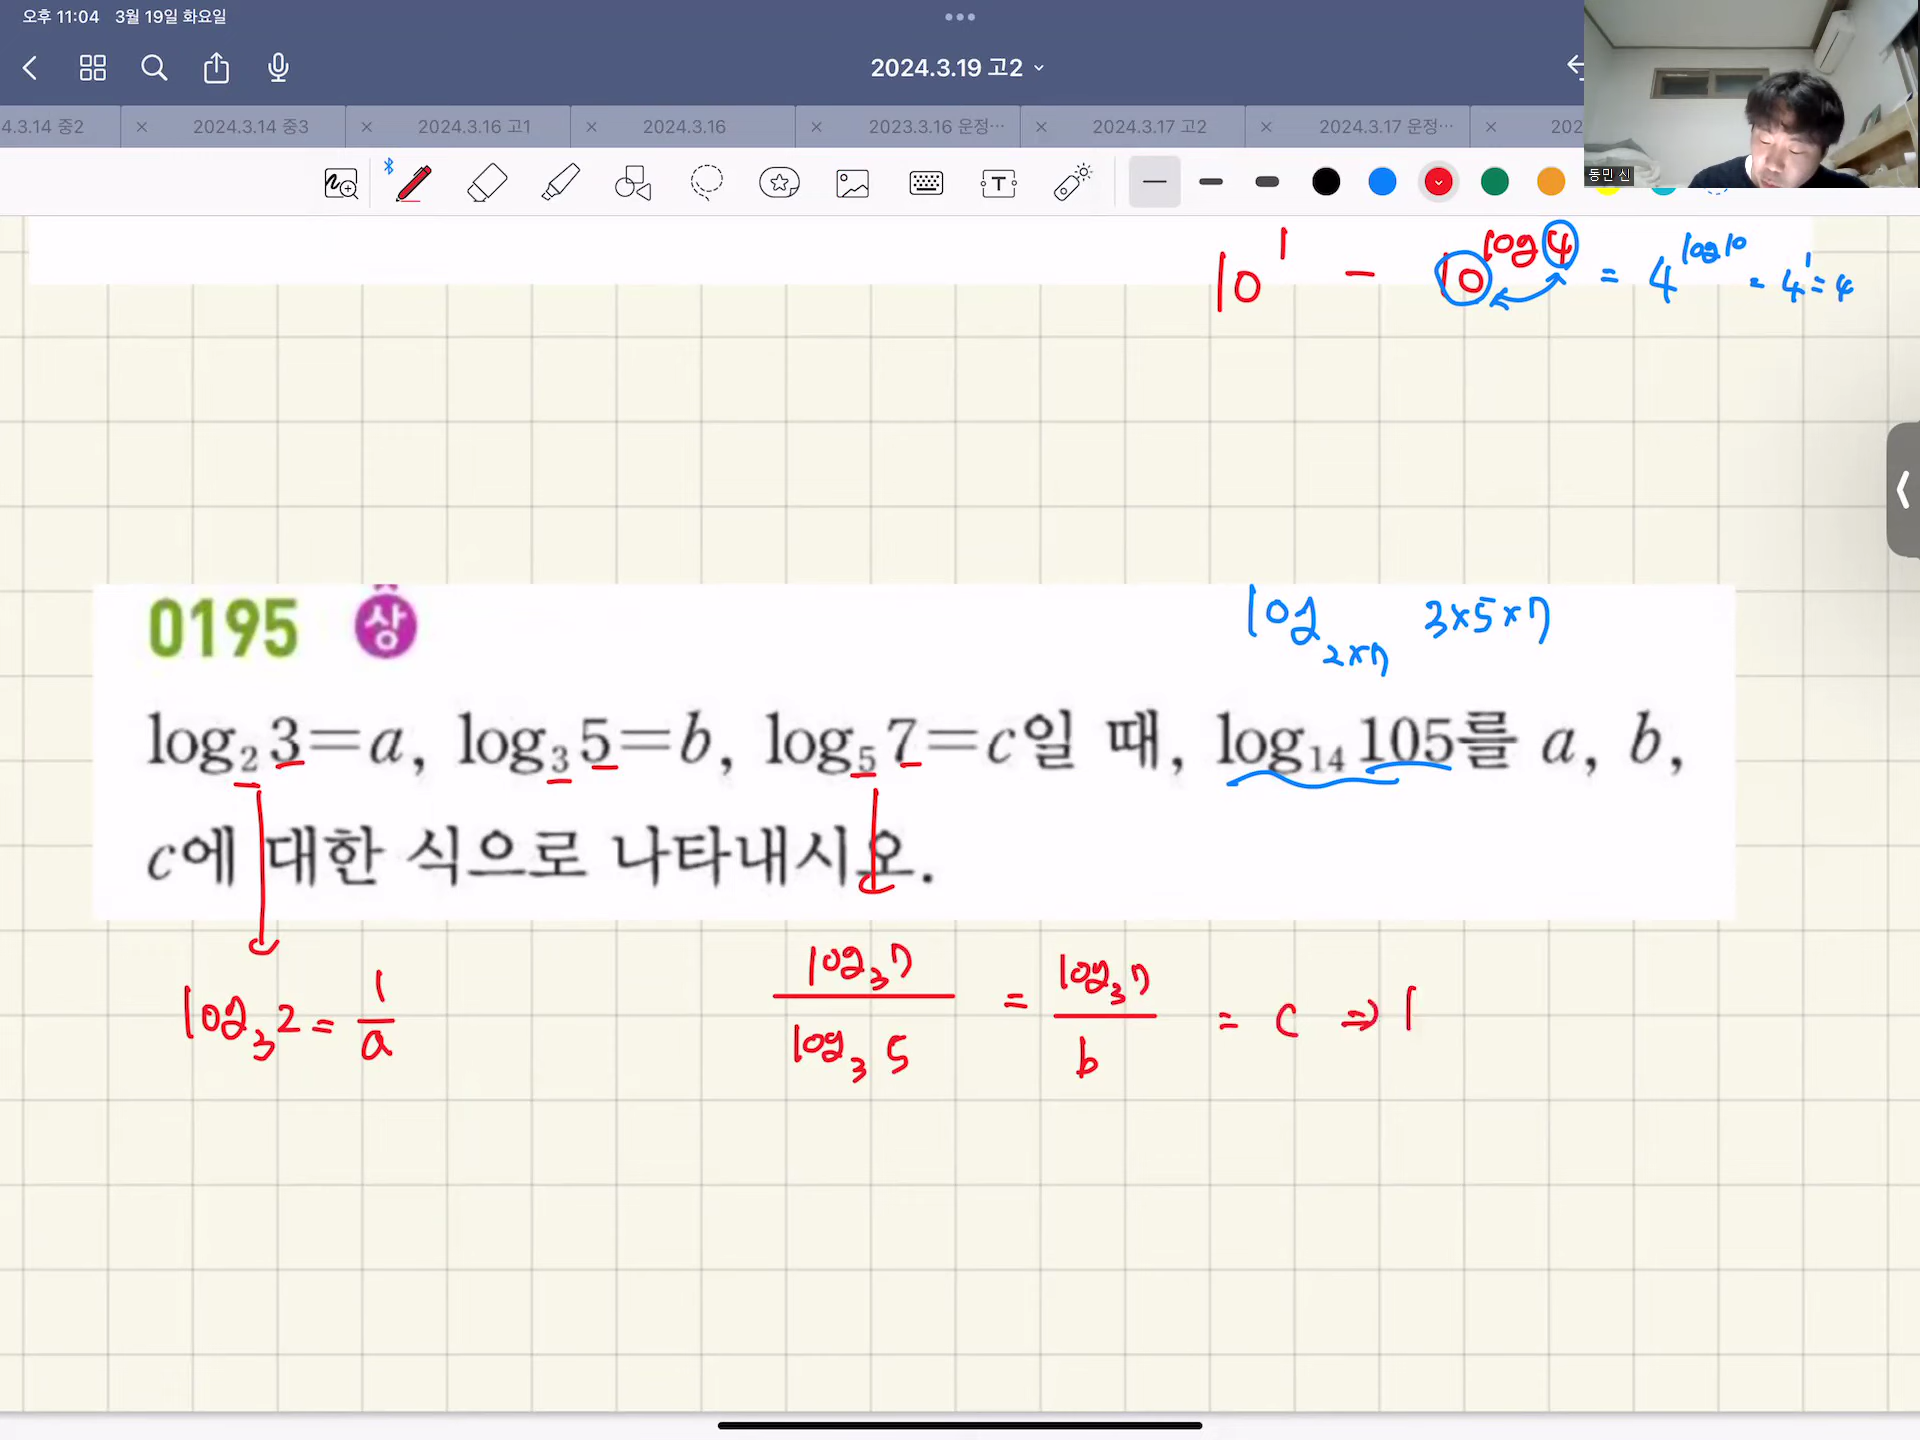 오후 11:04 3월 19일 화요일
2024.3.19 고2
4.3.14 중2
2024.3.14 중3
2024.3.16 고1
2024.3.16
2023.3.16 운정…
2024.3.17 고2
2024.3.17 운정…
202
동민 신
T
10¹ − 10^log4 = 4^log10 = 4¹ = 4
0195 상
log_2×7 3×5×7
log₂3=a, log₃5=b, log₅7=c일 때, log₁₄105를 a, b,
c에 대한 식으로 나타내시오.
log₃2 = 1/a
log₃7/log₃5 = log₃7/b = c ⇒ l